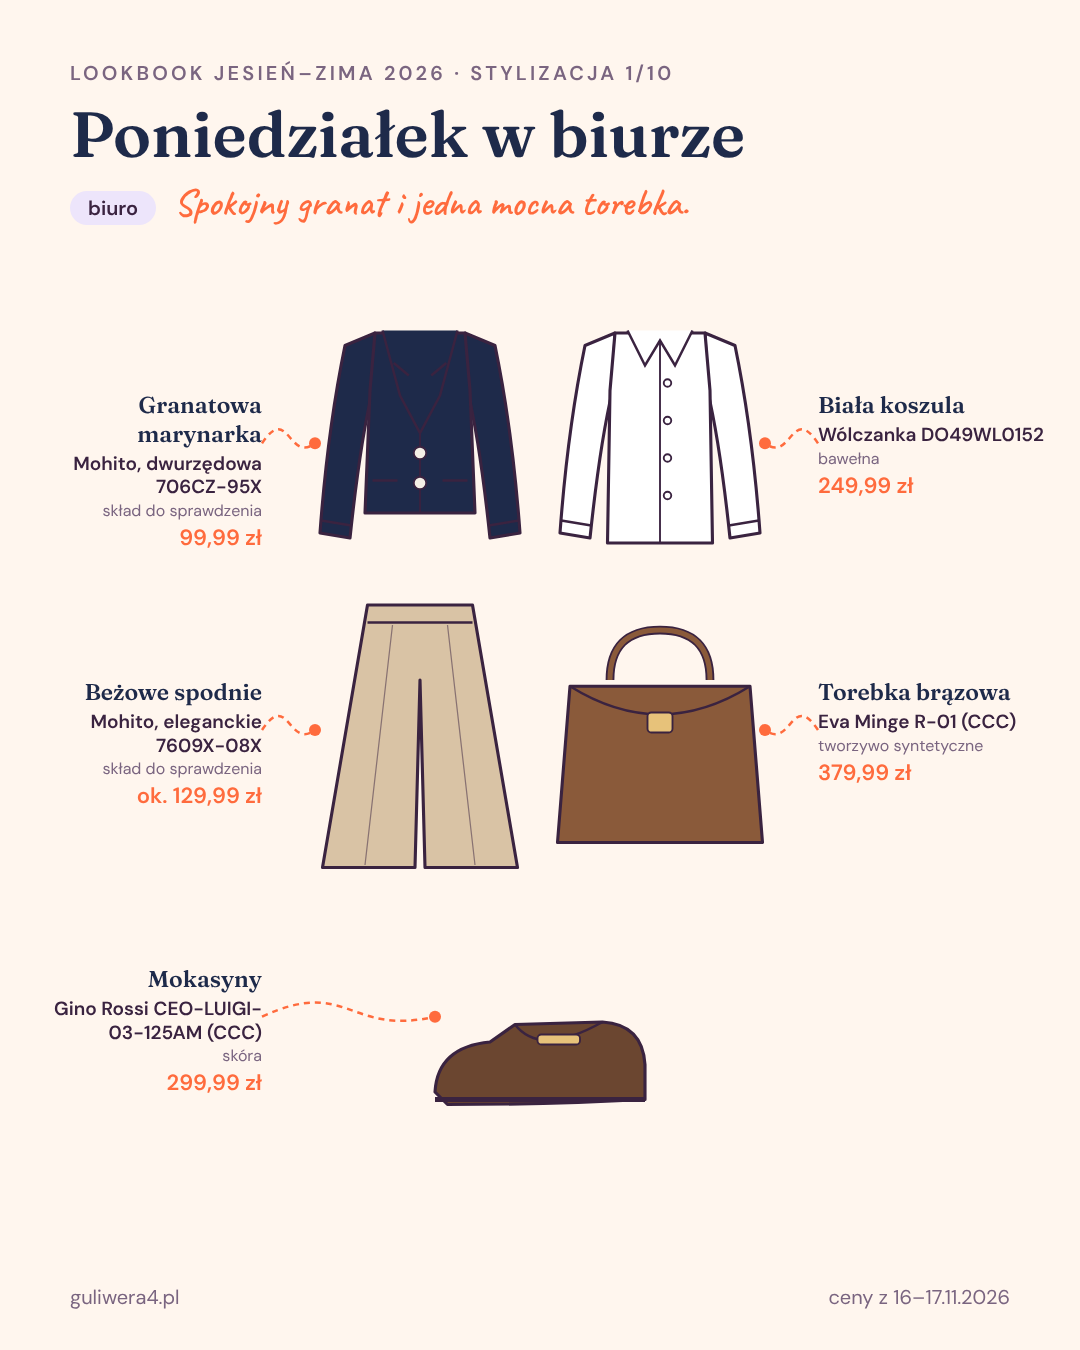 LOOKBOOK JESIEŃ–ZIMA 2026 · STYLIZACJA 1/10
Poniedziałek w biurze
biuro
Spokojny granat i jedna mocna torebka.
Granatowa
marynarka
Mohito, dwurzędowa
706CZ-95X
skład do sprawdzenia
99,99 zł
Biała koszula
Wólczanka DO49WL0152
bawełna
249,99 zł
Beżowe spodnie
Mohito, eleganckie
7609X-08X
skład do sprawdzenia
ok. 129,99 zł
Torebka brązowa
Eva Minge R-01 (CCC)
tworzywo syntetyczne
379,99 zł
Mokasyny
Gino Rossi CEO-LUIGI-
03-125AM (CCC)
skóra
299,99 zł
guliwera4.pl
ceny z 16–17.11.2026